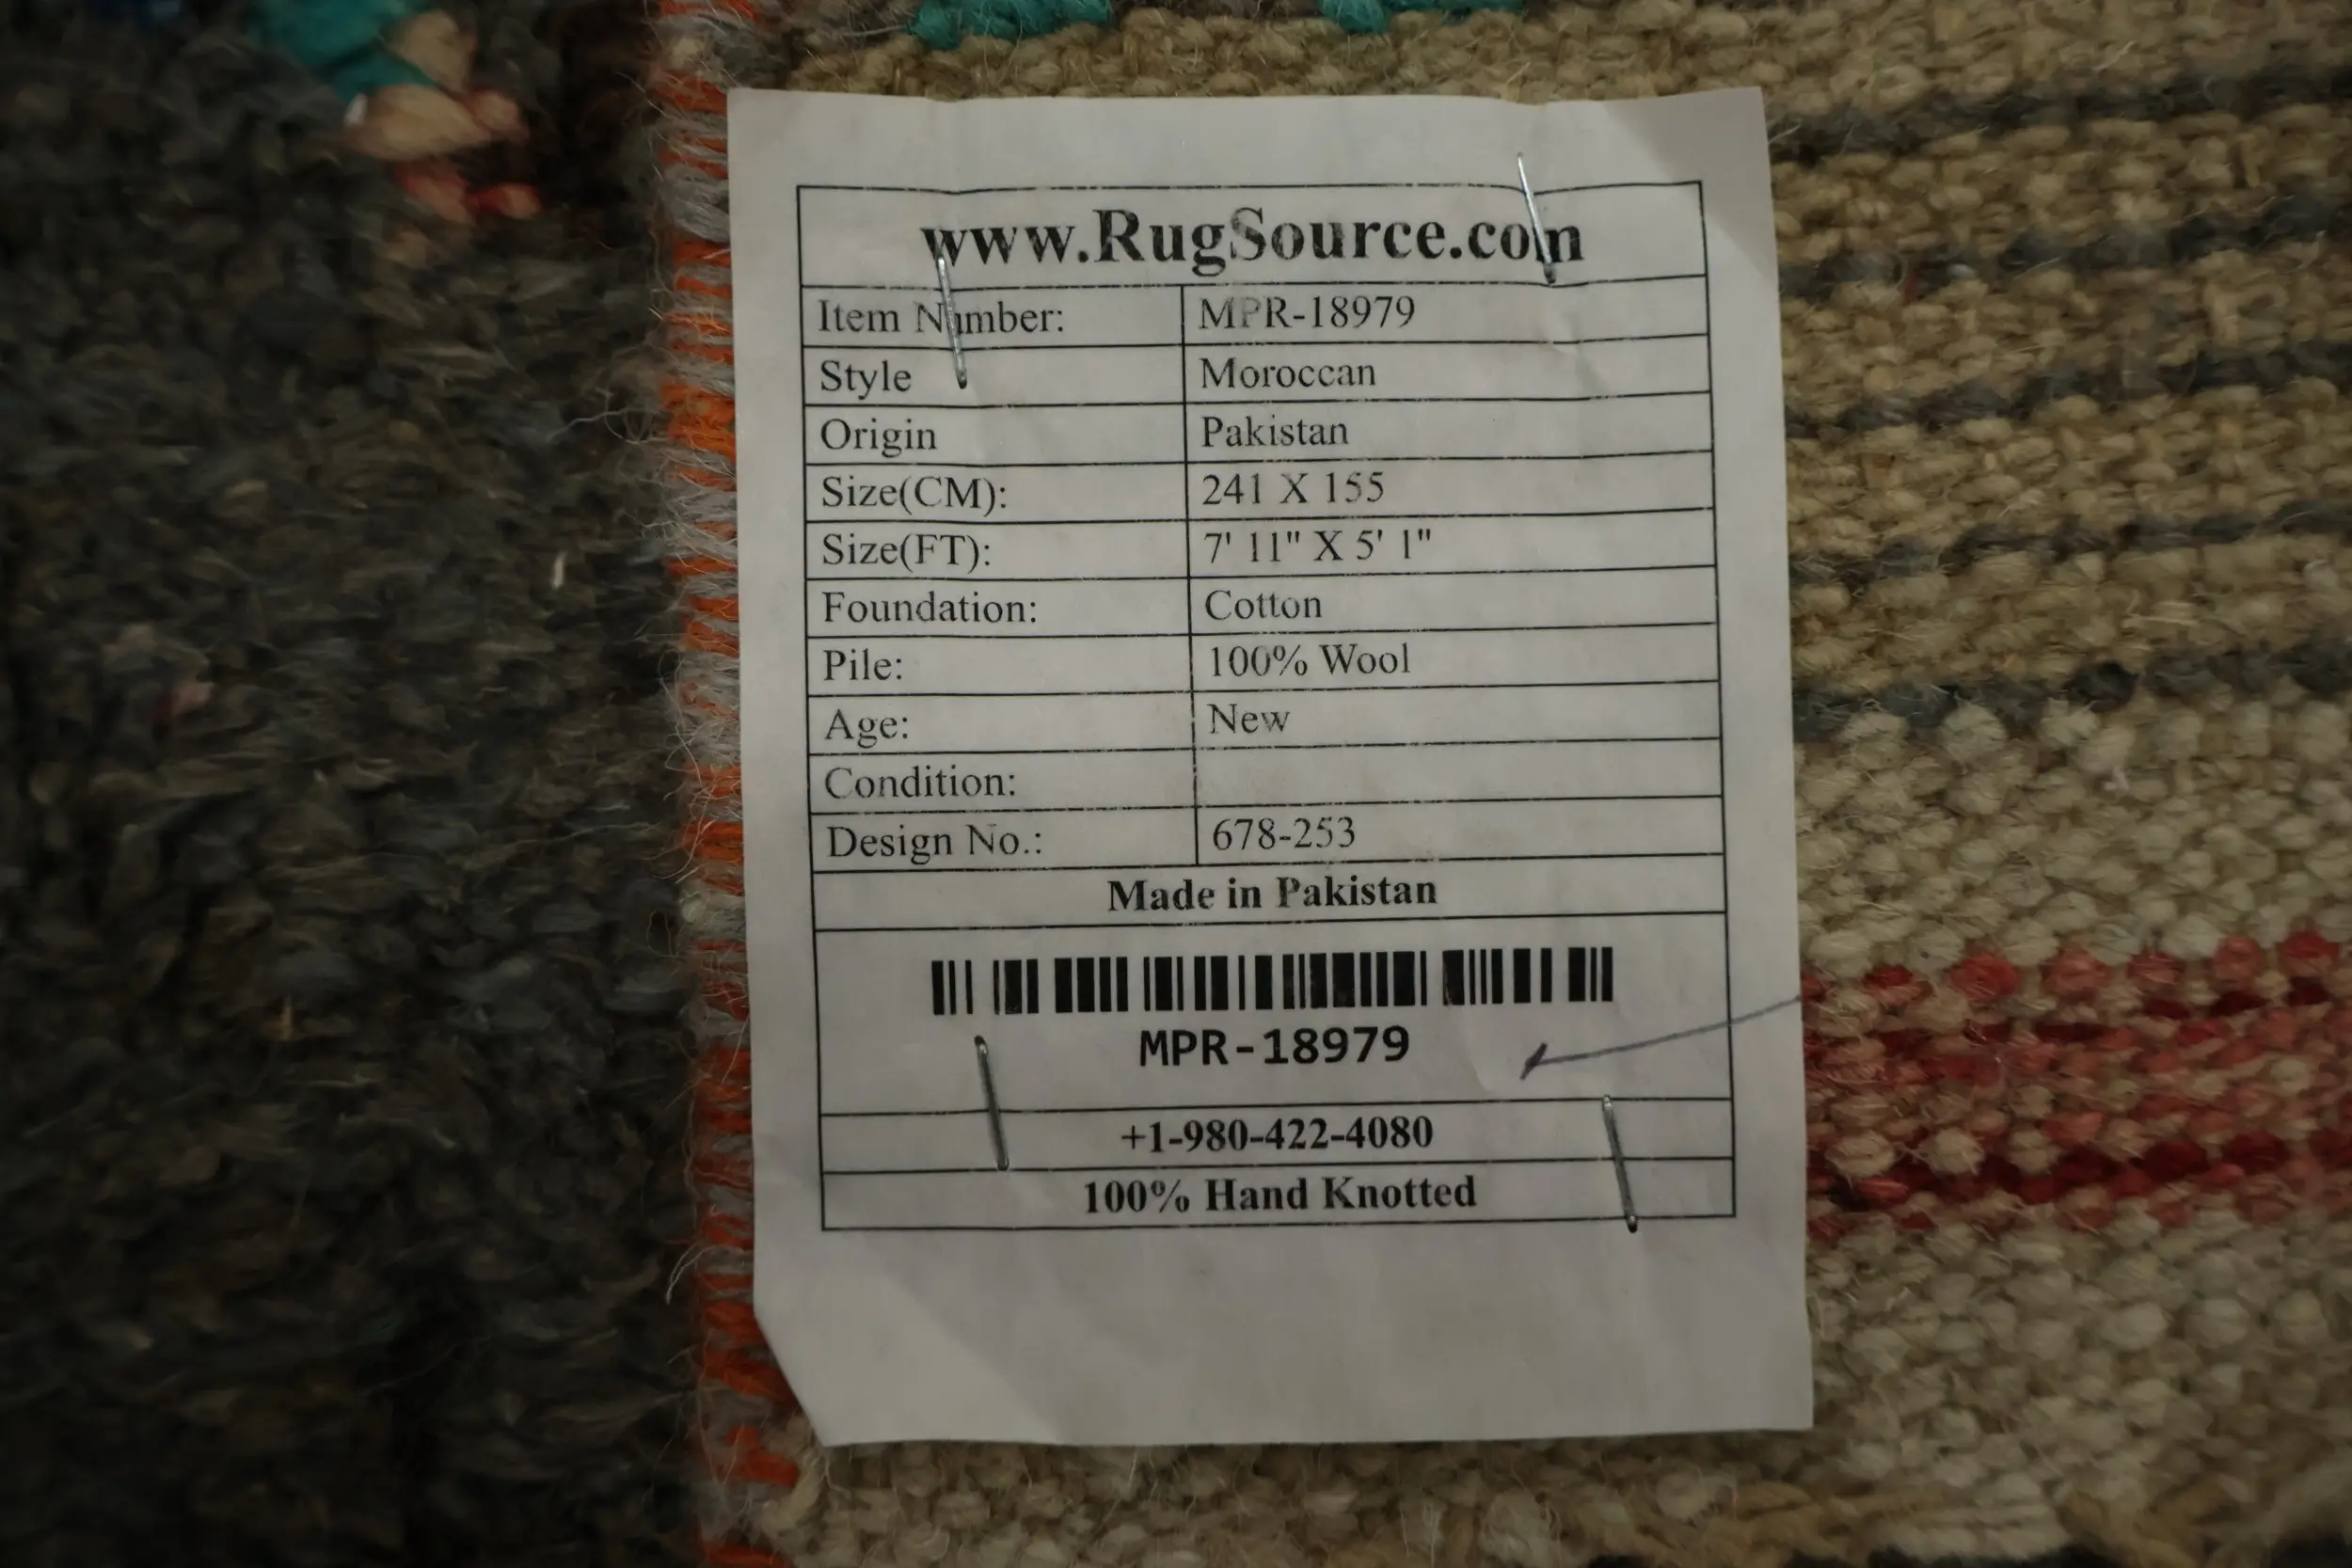 www.RugSource.com
Item Number: MPR-18979
Style Moroccan
Origin Pakistan
Size(CM): 241 X 155
Size(FT): 7' 11" X 5' 1"
Foundation: Cotton
Pile: 100% Wool
Age: New
Condition:
Design No.: 678-253
Made in Pakistan
MPR-18979
+1-980-422-4080
100% Hand Knotted